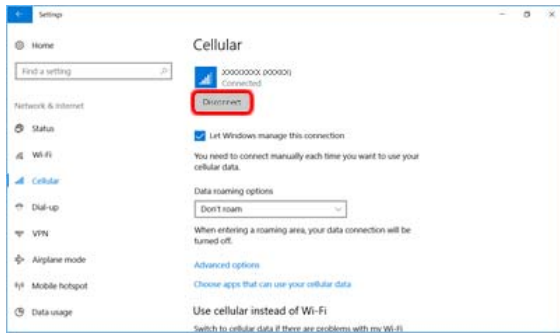 Settings
Home
Find a setting
Network & Internet
Status
Wi-Fi
Cellular
Dial-up
VPN
Airplane mode
Mobile hotspot
Data usage
Cellular
Connected
Disconnect
Let Windows manage this connection
You need to connect manually each time you want to use your
cellular data.
Data roaming options
Don't roam
When entering a roaming area, your data connection will be
turned off.
Advanced options
Choose apps that can use your cellular data
Use cellular instead of Wi-Fi
Switch to cellular data if there are problems with my Wi-Fi